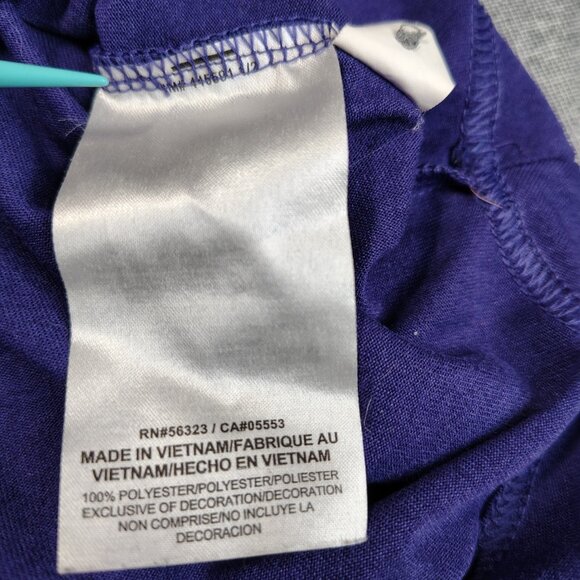 RN#56323 / CA#05553
MADE IN VIETNAM/FABRIQUE AU
VIETNAM/HECHO EN VIETNAM
100% POLYESTER/POLYESTER/POLIESTER
EXCLUSIVE OF DECORATION/DECORATION
NON COMPRISE/NO INCLUYE LA
DECORACION